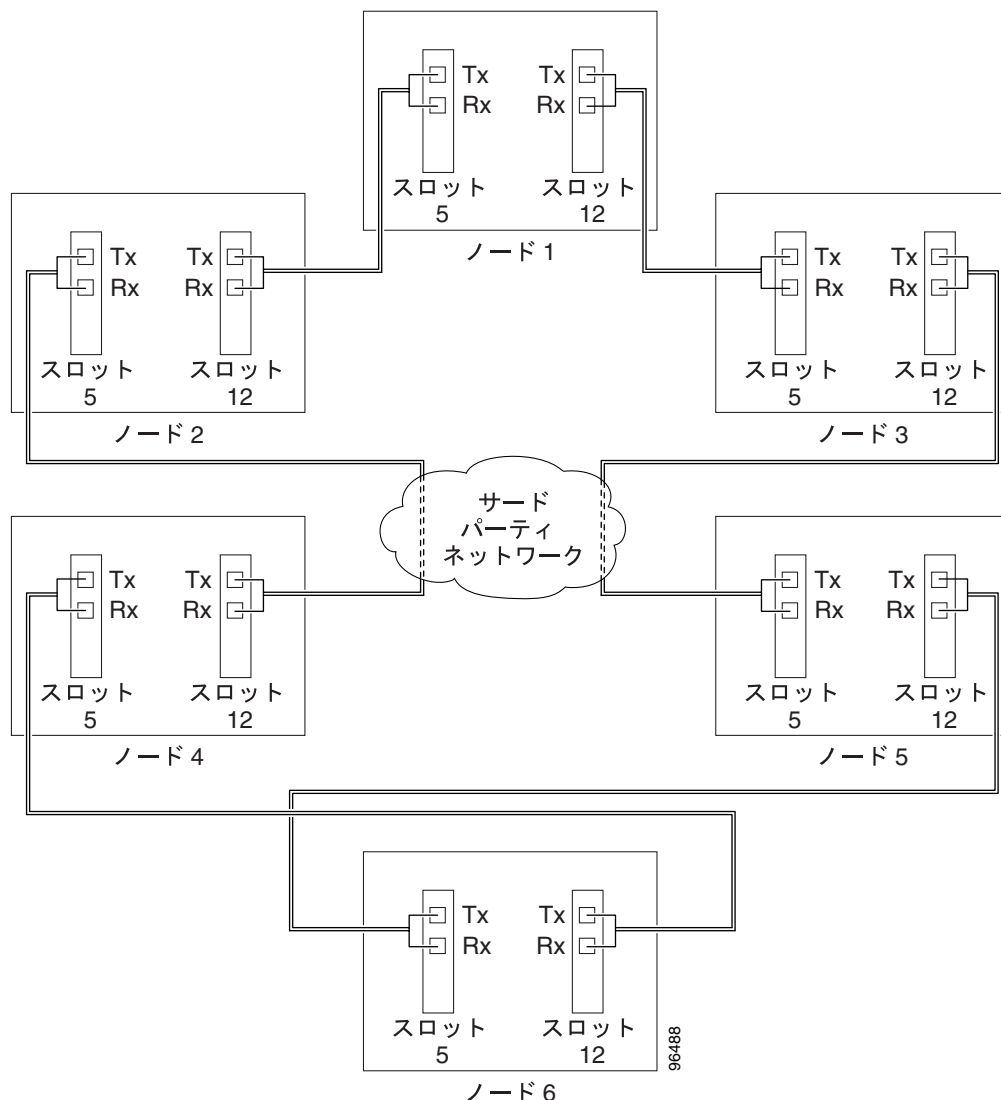 Tx
Rx
スロット
5
Tx
Rx
スロット
12
ノード 1
Tx
Rx
スロット
5
Tx
Rx
スロット
12
ノード 2
Tx
Rx
スロット
5
Tx
Rx
スロット
12
ノード 3
サード
パーティ
ネットワーク
Tx
Rx
スロット
5
Tx
Rx
スロット
12
ノード 4
Tx
Rx
スロット
5
Tx
Rx
スロット
12
ノード 5
Tx
Rx
スロット
5
Tx
Rx
スロット
12
ノード 6
96488